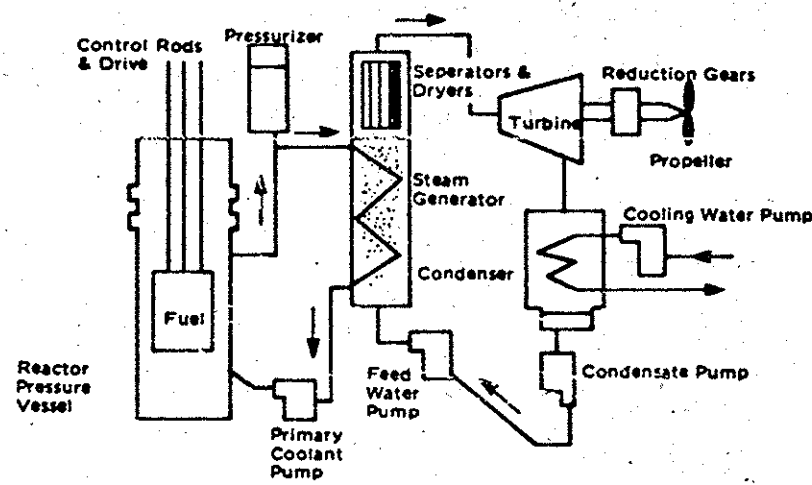 Control Rods
& Drive
Pressurizer
Seperators &
Dryers
Reduction Gears
Turbine
Propeller
Steam
Generator
Cooling Water Pump
Condenser
Fuel
Reactor
Pressure
Vessel
Feed
Water
Pump
Condensate Pump
Primary
Coolant
Pump